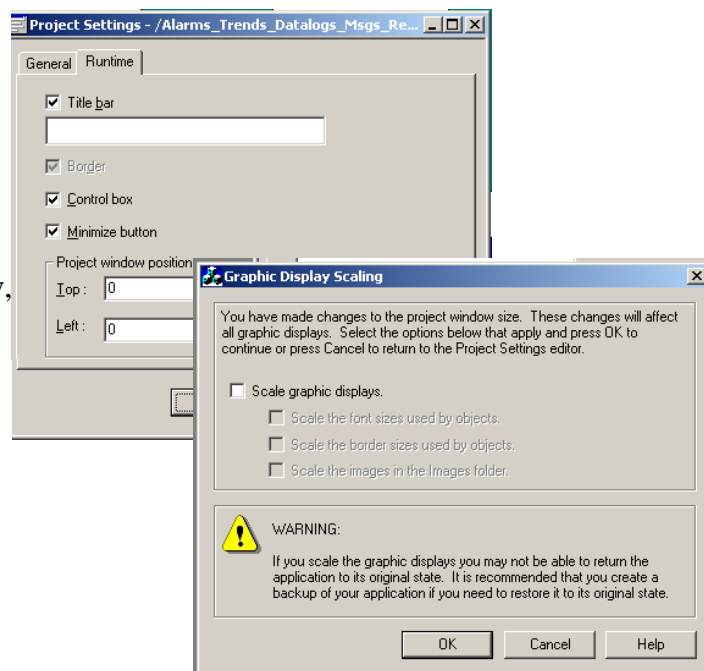 Project Settings - /Alarms_Trends_Datalogs_Msgs_Re...
General
Runtime
Title bar
Border
Control box
Minimize button
Project window position
Top :
0
Left :
0
Graphic Display Scaling
You have made changes to the project window size. These changes will affect
all graphic displays. Select the options below that apply and press OK to
continue or press Cancel to return to the Project Settings editor.
Scale graphic displays.
Scale the font sizes used by objects.
Scale the border sizes used by objects.
Scale the images in the Images folder.
WARNING:
If you scale the graphic displays you may not be able to return the
application to its original state. It is recommended that you create a
backup of your application if you need to restore it to its original state.
OK
Cancel
Help